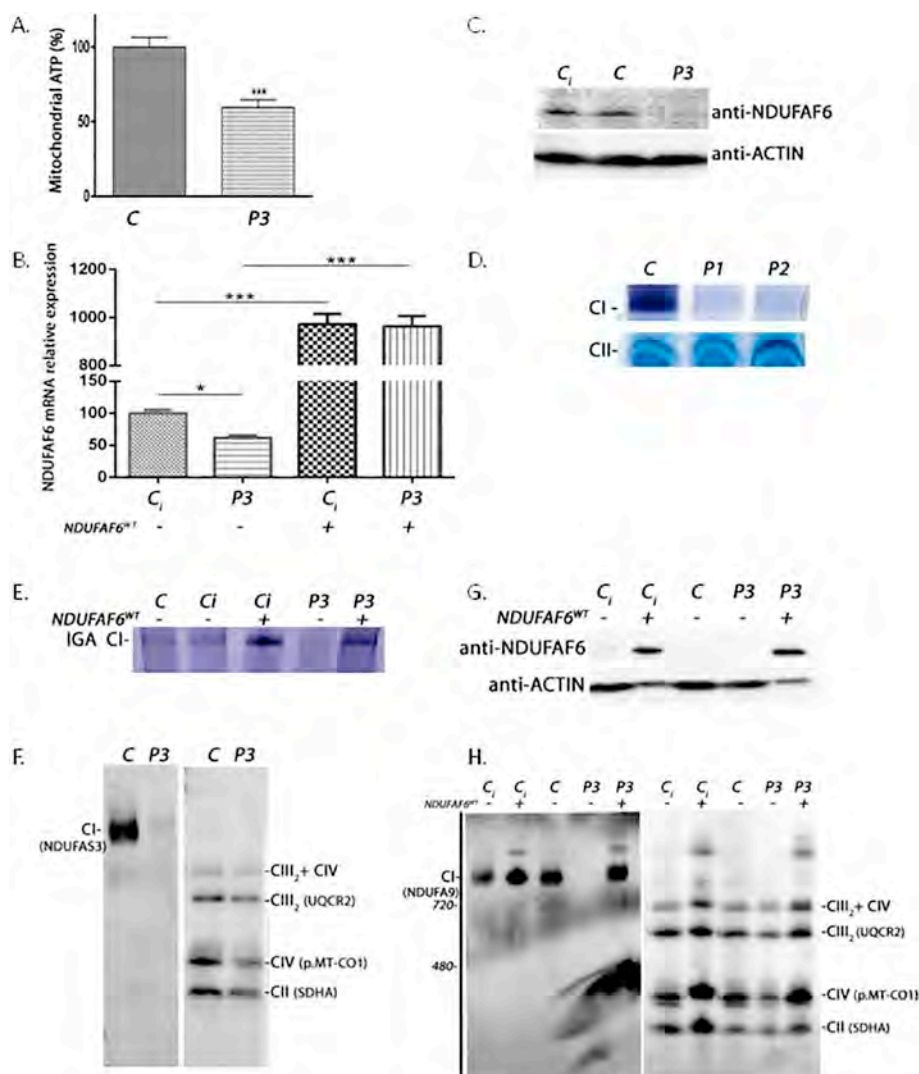 A.
Mitochondrial ATP (%)
100
50
0
***
C P3
B.
NDUFAF6 mRNA relative expression
1200
1000
800
150
100
50
0
***
***
*
Ci P3 Ci P3
NDUFAF6WT - - + +
C.
Ci C P3
anti-NDUFAF6
anti-ACTIN
D.
C P1 P2
CI -
CII-
E.
C Ci Ci P3 P3
NDUFAF6WT - - + - +
IGA CI-
G.
Ci Ci C P3 P3
NDUFAF6WT - + - - +
anti-NDUFAF6
anti-ACTIN
F.
C P3 C P3
CI-
(NDUFAS3)
-CIII2+ CIV
-CIII2 (UQCR2)
-CIV (p.MT-CO1)
-CII (SDHA)
H.
Ci Ci C P3 P3 Ci Ci C P3 P3
NDUFAF6WT - + - - + - + - - +
CI-
(NDUFA9)
720-
480-
-CIII2+ CIV
-CIII2 (UQCR2)
-CIV (p.MT-CO1)
-CII (SDHA)